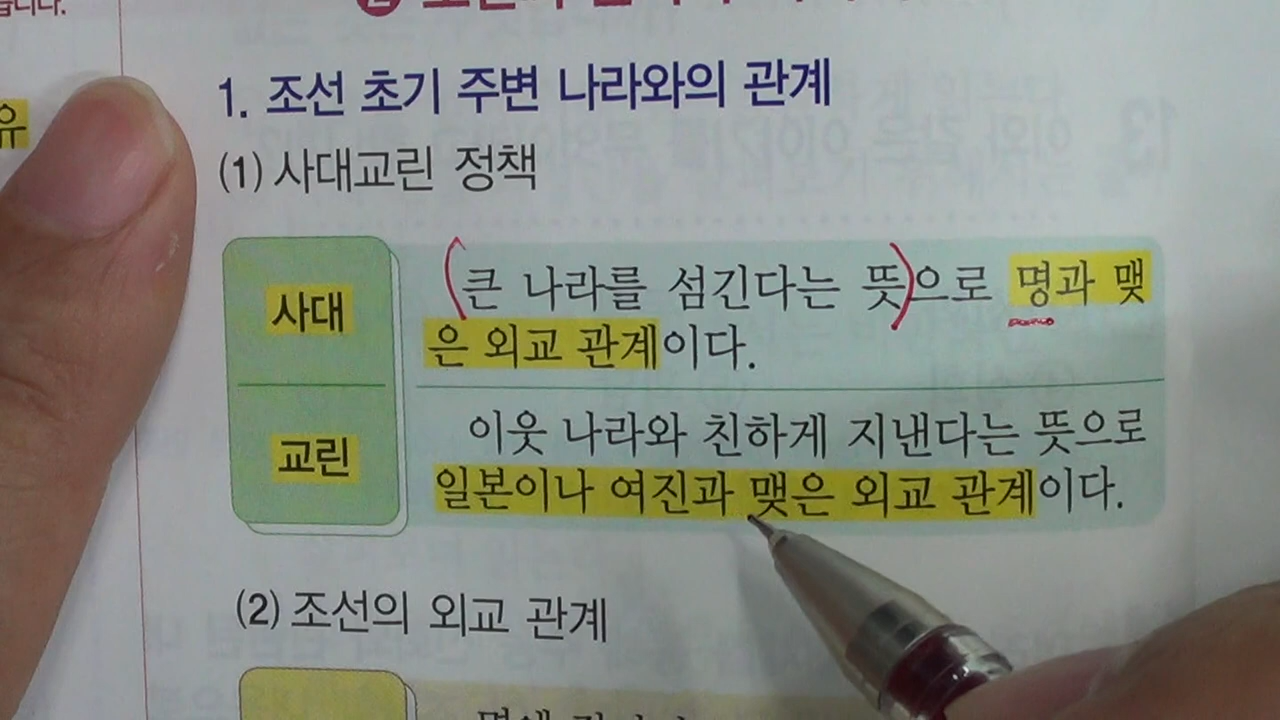 습니다.
유
1. 조선 초기 주변 나라와의 관계
(1) 사대교린 정책
사대
(큰 나라를 섬긴다는 뜻)으로 명과 맺
은 외교 관계이다.
교린
이웃 나라와 친하게 지낸다는 뜻으로
일본이나 여진과 맺은 외교 관계이다.
(2) 조선의 외교 관계